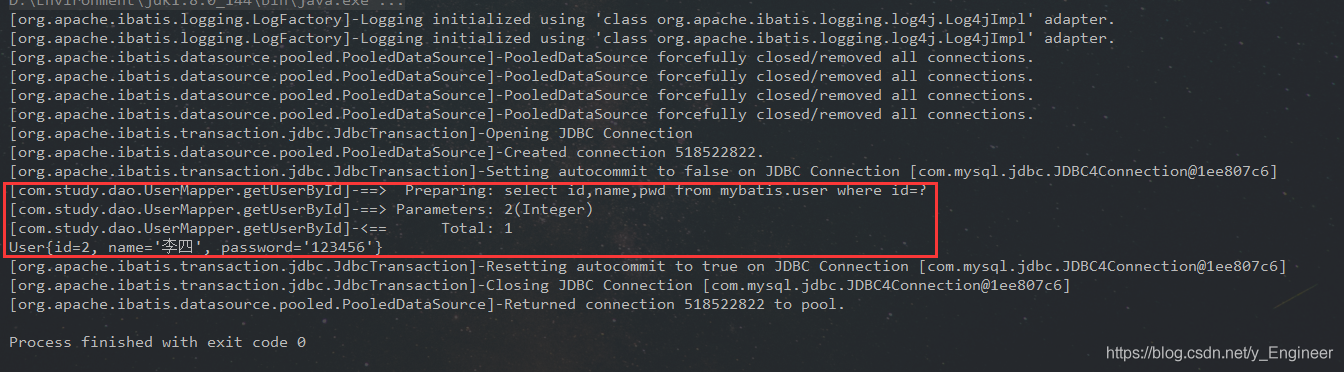 D:\Environment\jdk1.8.0_144\bin\java.exe ...
[org.apache.ibatis.logging.LogFactory]-Logging initialized using 'class org.apache.ibatis.logging.log4j.Log4jImpl' adapter.
[org.apache.ibatis.logging.LogFactory]-Logging initialized using 'class org.apache.ibatis.logging.log4j.Log4jImpl' adapter.
[org.apache.ibatis.datasource.pooled.PooledDataSource]-PooledDataSource forcefully closed/removed all connections.
[org.apache.ibatis.datasource.pooled.PooledDataSource]-PooledDataSource forcefully closed/removed all connections.
[org.apache.ibatis.datasource.pooled.PooledDataSource]-PooledDataSource forcefully closed/removed all connections.
[org.apache.ibatis.datasource.pooled.PooledDataSource]-PooledDataSource forcefully closed/removed all connections.
[org.apache.ibatis.transaction.jdbc.JdbcTransaction]-Opening JDBC Connection
[org.apache.ibatis.datasource.pooled.PooledDataSource]-Created connection 518522822.
[org.apache.ibatis.transaction.jdbc.JdbcTransaction]-Setting autocommit to false on JDBC Connection [com.mysql.jdbc.JDBC4Connection@1ee807c6]
[com.study.dao.UserMapper.getUserById]-==>  Preparing: select id,name,pwd from mybatis.user where id=?
[com.study.dao.UserMapper.getUserById]-==> Parameters: 2(Integer)
[com.study.dao.UserMapper.getUserById]-<==      Total: 1
User{id=2, name='李四', password='123456'}
[org.apache.ibatis.transaction.jdbc.JdbcTransaction]-Resetting autocommit to true on JDBC Connection [com.mysql.jdbc.JDBC4Connection@1ee807c6]
[org.apache.ibatis.transaction.jdbc.JdbcTransaction]-Closing JDBC Connection [com.mysql.jdbc.JDBC4Connection@1ee807c6]
[org.apache.ibatis.datasource.pooled.PooledDataSource]-Returned connection 518522822 to pool.
Process finished with exit code 0
https://blog.csdn.net/y_Engineer